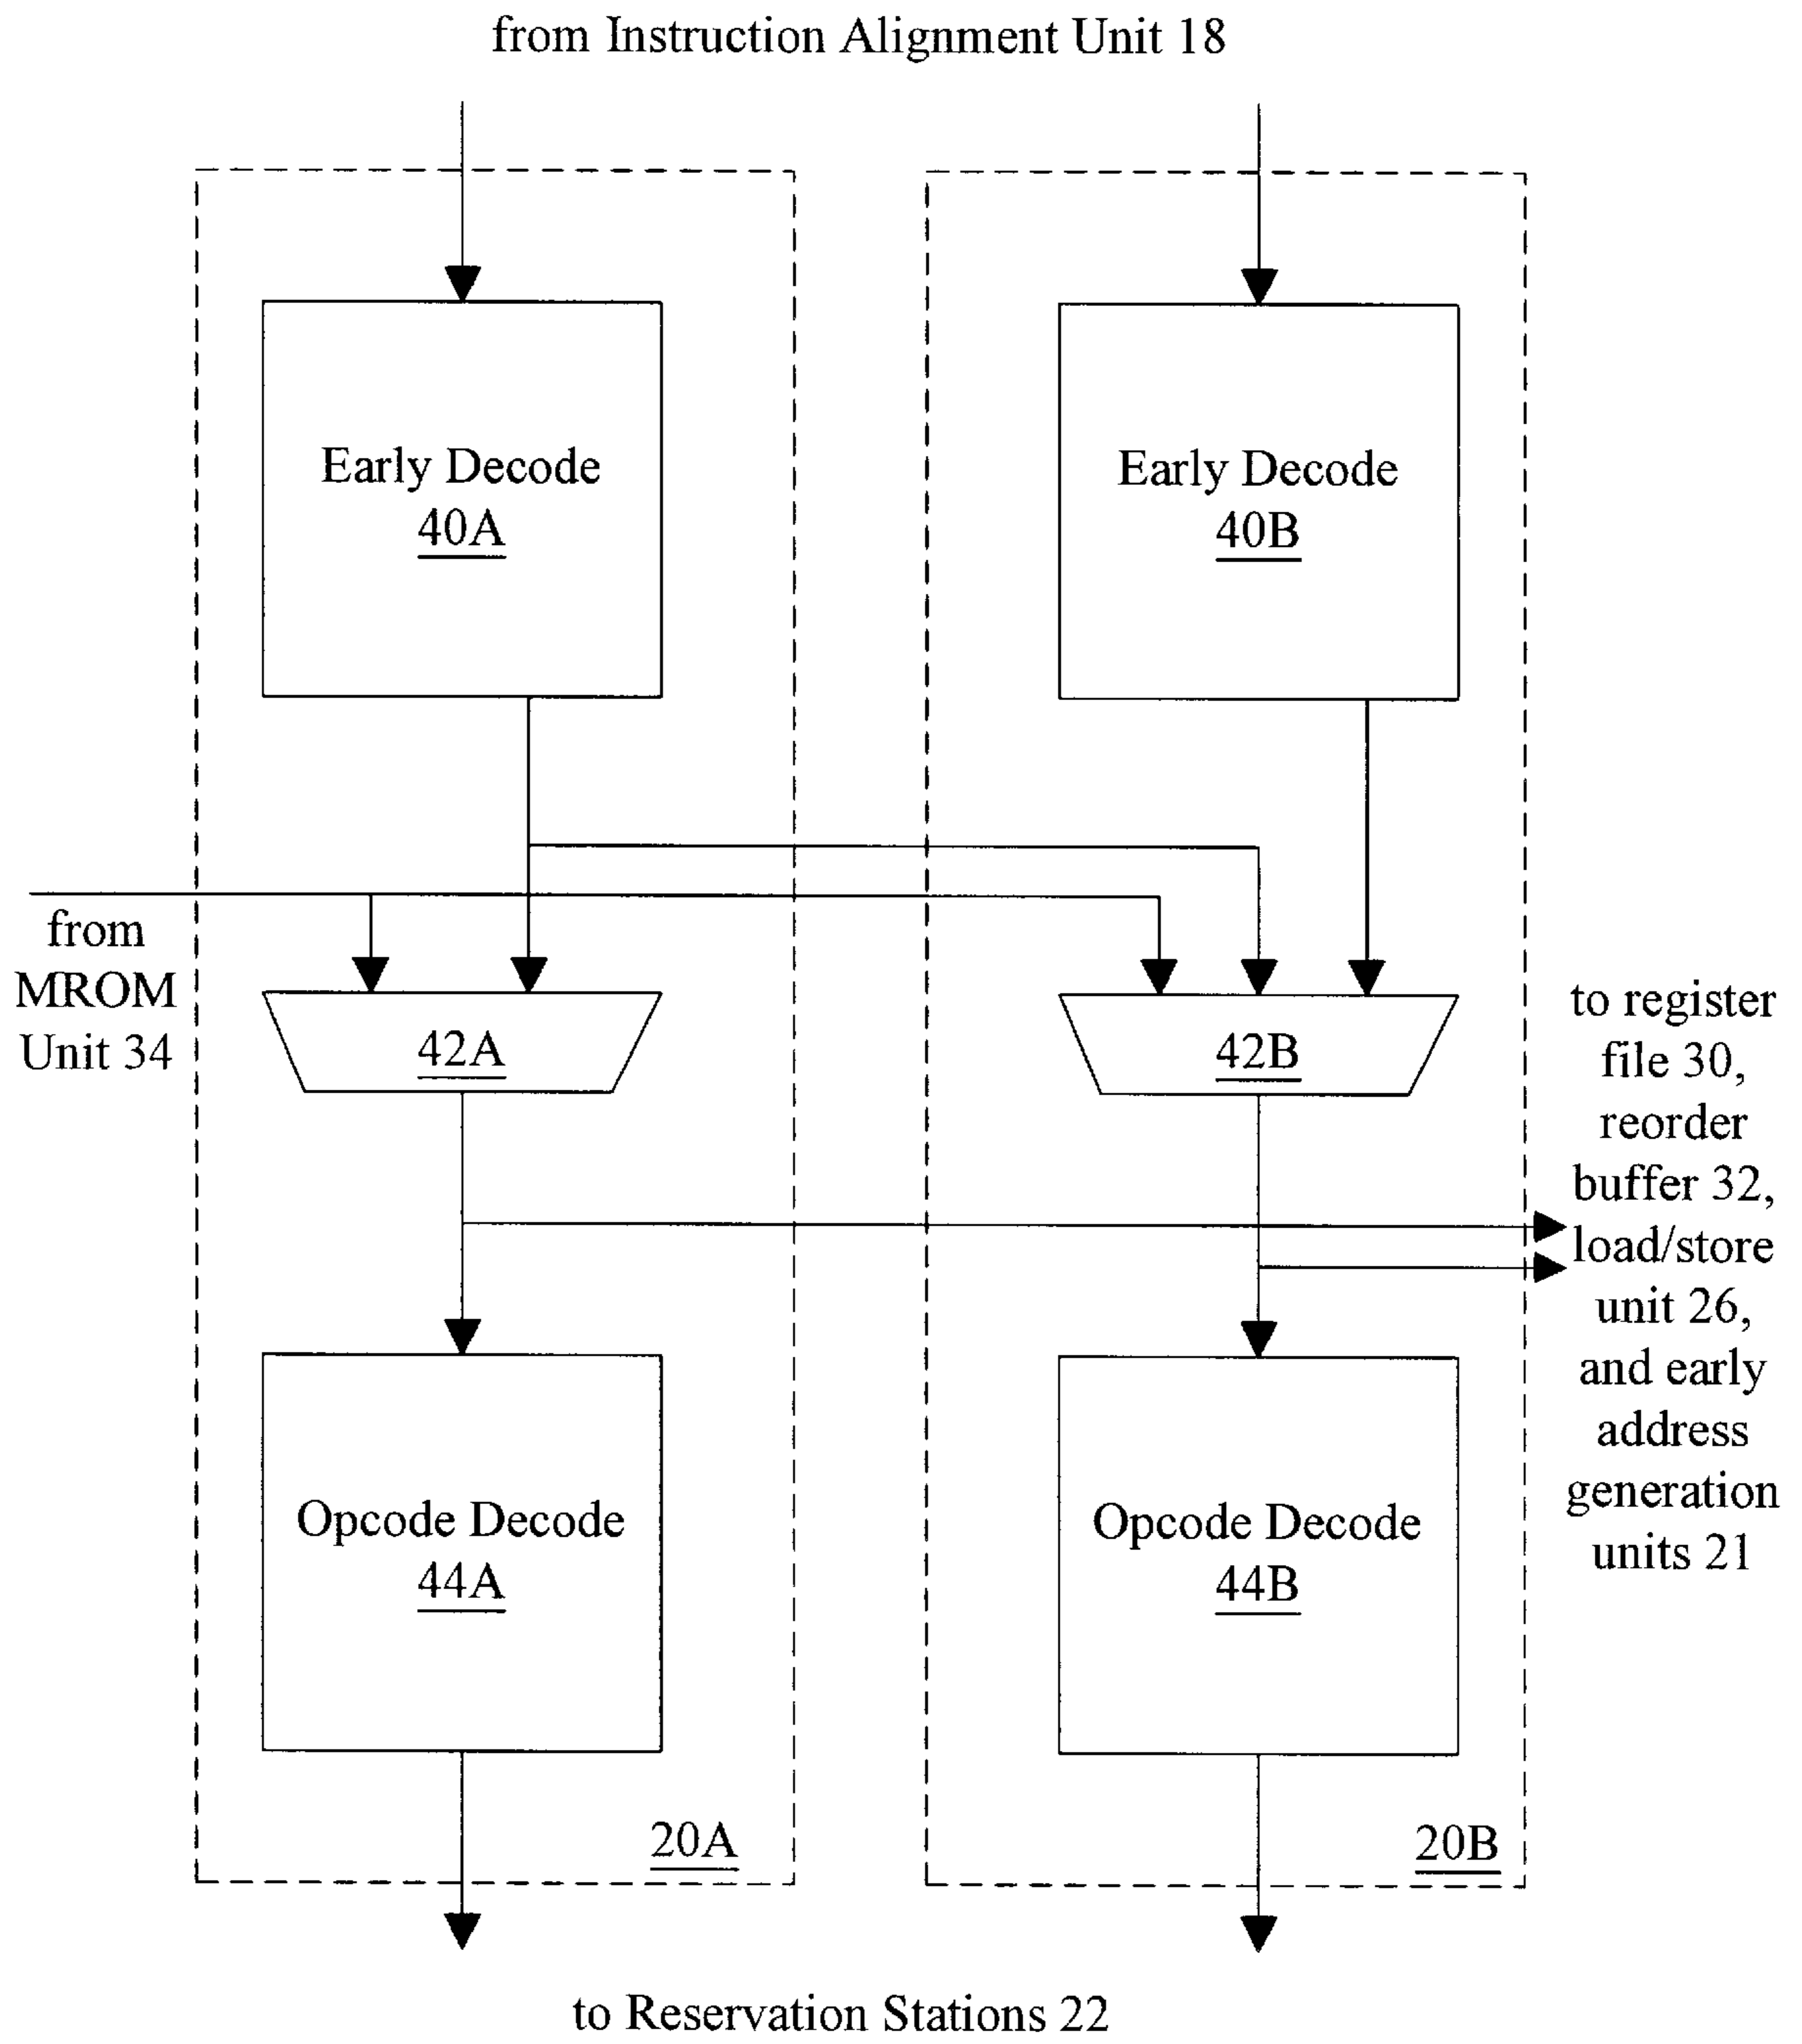 from Instruction Alignment Unit 18
Early Decode
40A
Early Decode
40B
from
MROM
Unit 34
42A
42B
to register
file 30,
reorder
buffer 32,
load/store
unit 26,
and early
address
generation
units 21
Opcode Decode
44A
Opcode Decode
44B
20A
20B
to Reservation Stations 22